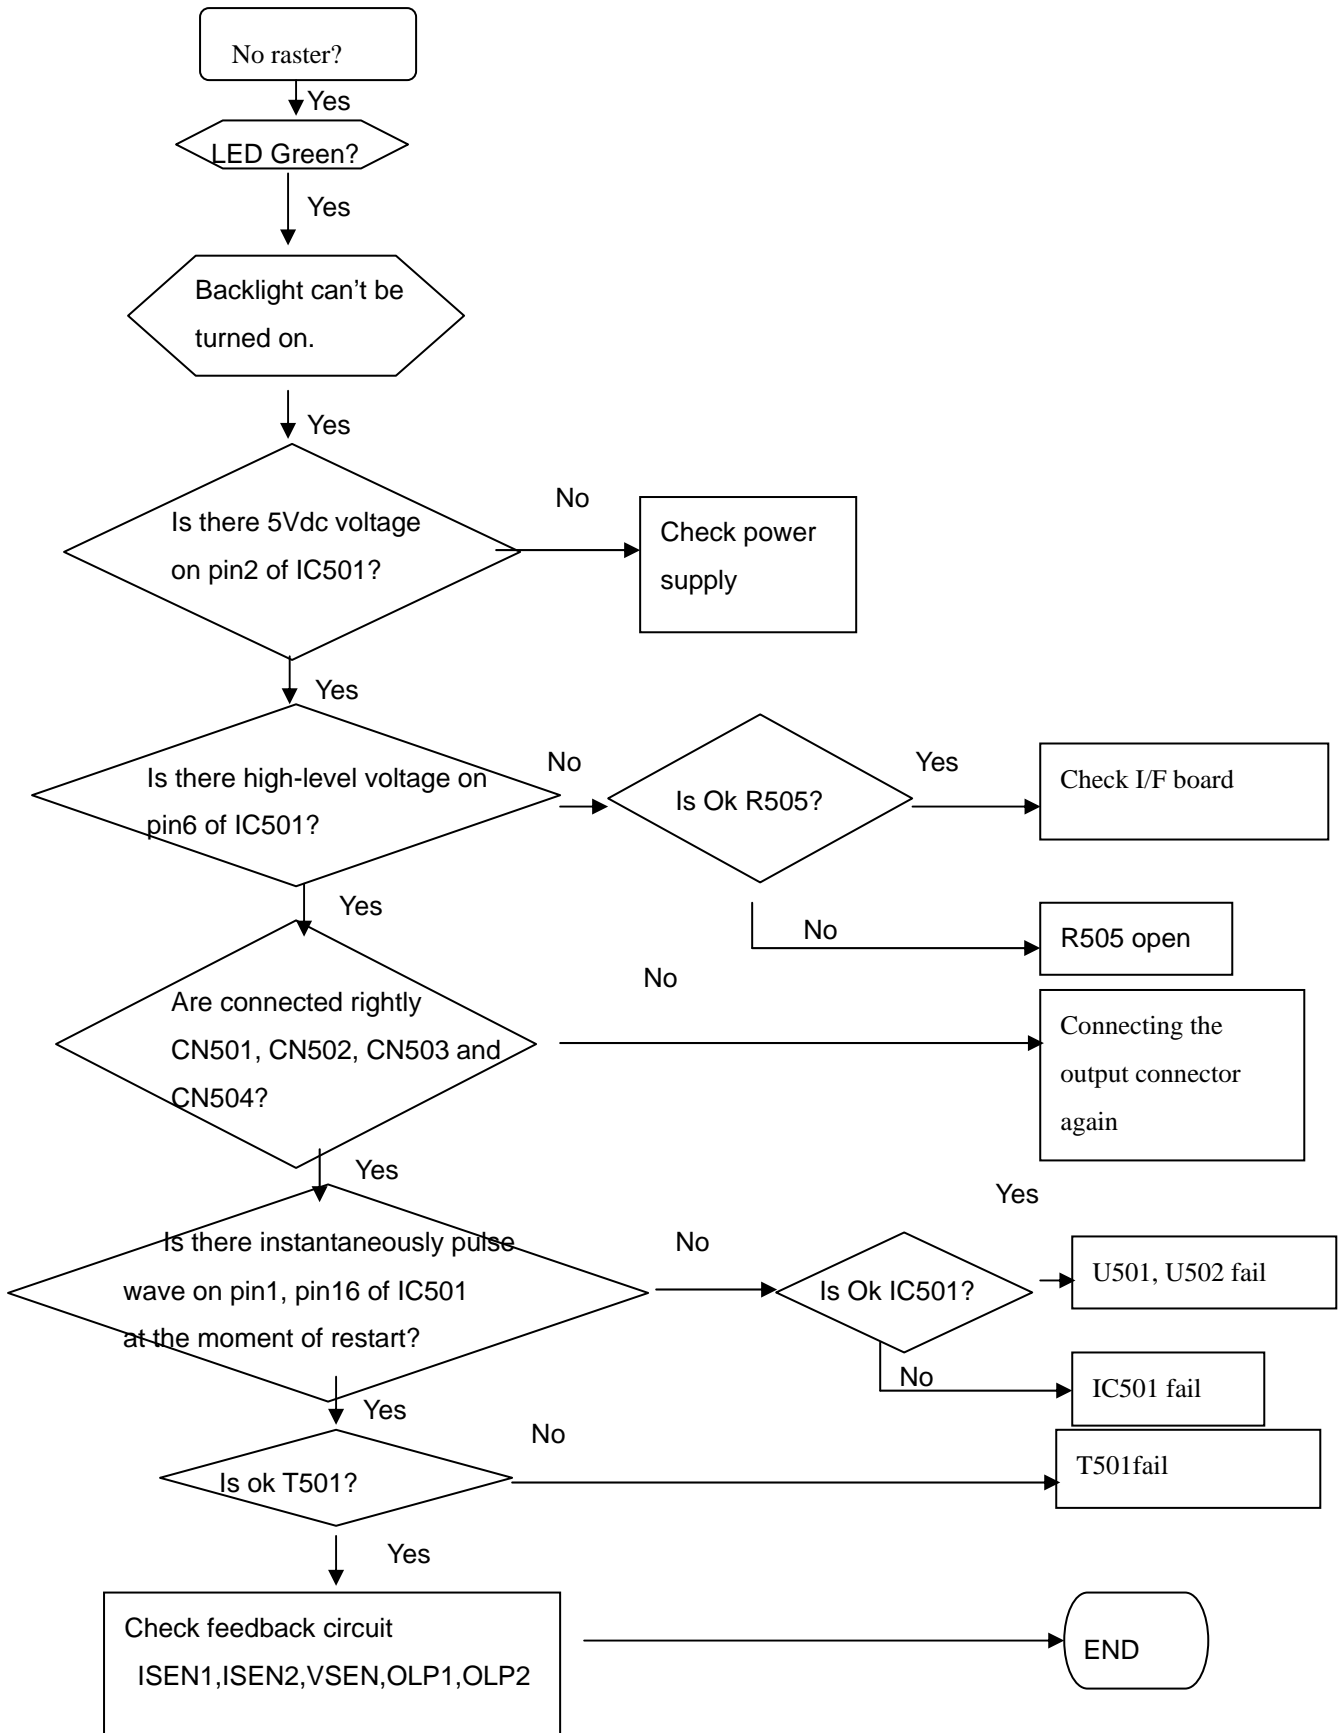 No raster?
Yes
LED Green?
Yes
Backlight can't be
turned on.
Yes
Is there 5Vdc voltage
on pin2 of IC501?
No
Check power
supply
Yes
Is there high-level voltage on
pin6 of IC501?
No
Is Ok R505?
Yes
Check I/F board
No
R505 open
Yes
Are connected rightly
CN501, CN502, CN503 and
CN504?
No
Connecting the
output connector
again
Yes
Is there instantaneously pulse
wave on pin1, pin16 of IC501
at the moment of restart?
No
Is Ok IC501?
Yes
U501, U502 fail
No
IC501 fail
Yes
Is ok T501?
No
T501fail
Yes
Check feedback circuit
ISEN1,ISEN2,VSEN,OLP1,OLP2
END